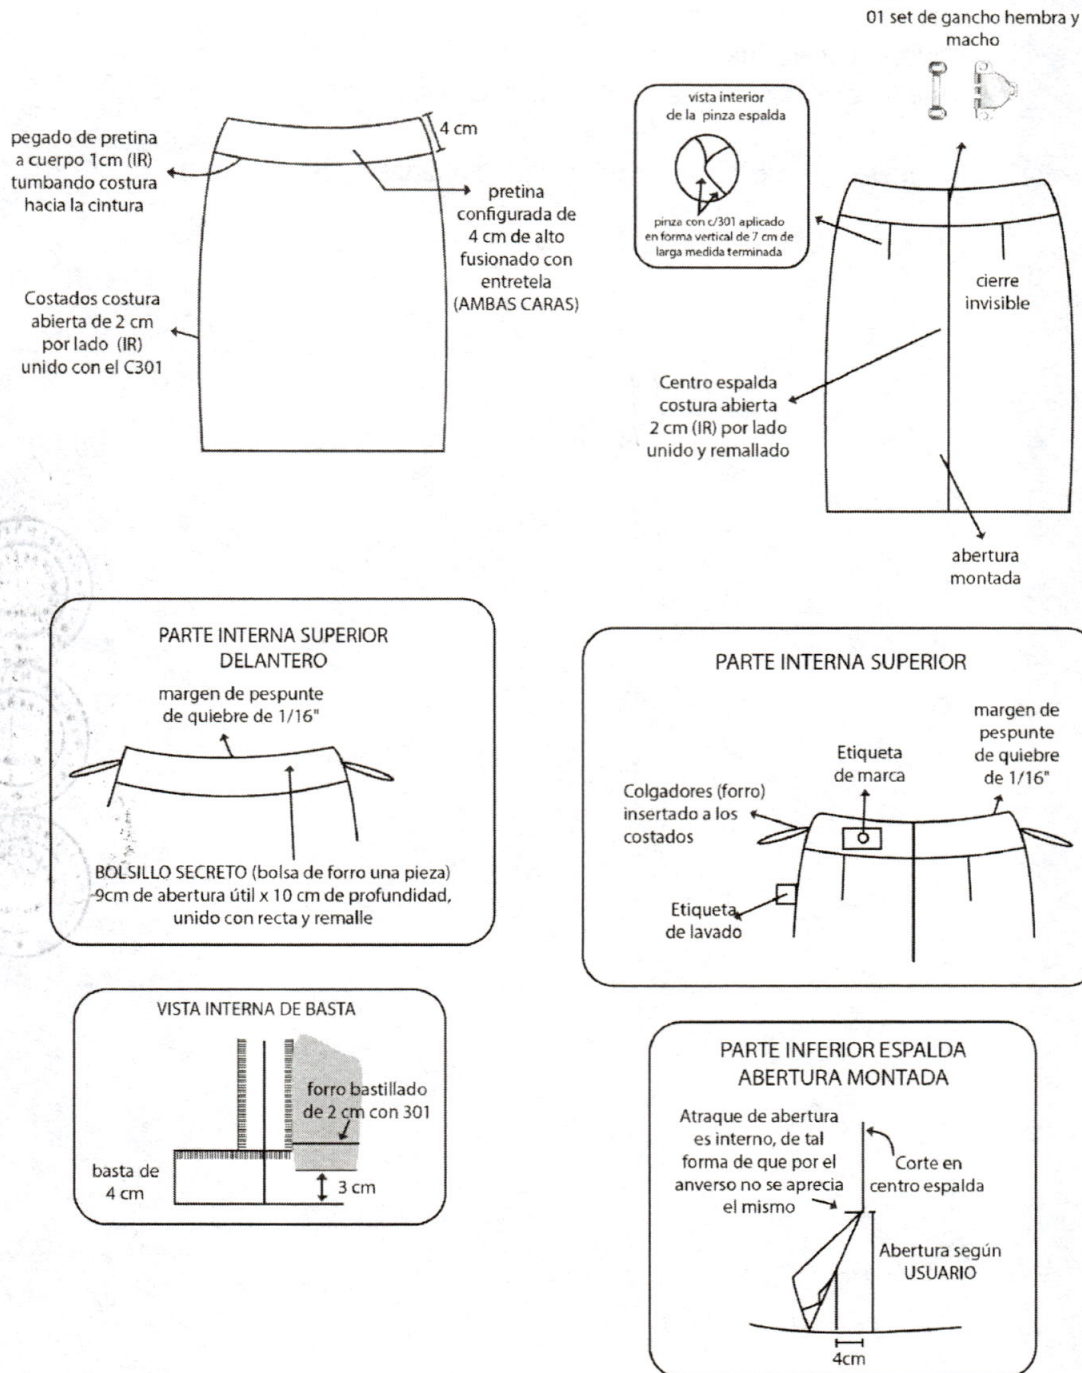 01 set de gancho hembra y
macho
pegado de pretina
a cuerpo 1cm (IR)
tumbando costura
hacia la cintura
4 cm
pretina
configurada de
4 cm de alto
fusionado con
entretela
(AMBAS CARAS)
Costados costura
abierta de 2 cm
por lado (IR)
unido con el C301
vista interior
de la pinza espalda
pinza con c/301 aplicado
en forma vertical de 7 cm de
larga medida terminada
cierre
invisible
Centro espalda
costura abierta
2 cm (IR) por lado
unido y remallado
abertura
montada
PARTE INTERNA SUPERIOR
DELANTERO
margen de pespunte
de quiebre de 1/16"
BOLSILLO SECRETO (bolsa de forro una pieza)
9cm de abertura útil x 10 cm de profundidad,
unido con recta y remalle
PARTE INTERNA SUPERIOR
Colgadores (forro)
insertado a los
costados
Etiqueta
de marca
margen de
pespunte
de quiebre
de 1/16"
Etiqueta
de lavado
VISTA INTERNA DE BASTA
forro bastillado
de 2 cm con 301
basta de
4 cm
3 cm
PARTE INFERIOR ESPALDA
ABERTURA MONTADA
Atraque de abertura
es interno, de tal
forma de que por el
anverso no se aprecia
el mismo
Corte en
centro espalda
Abertura según
USUARIO
4cm